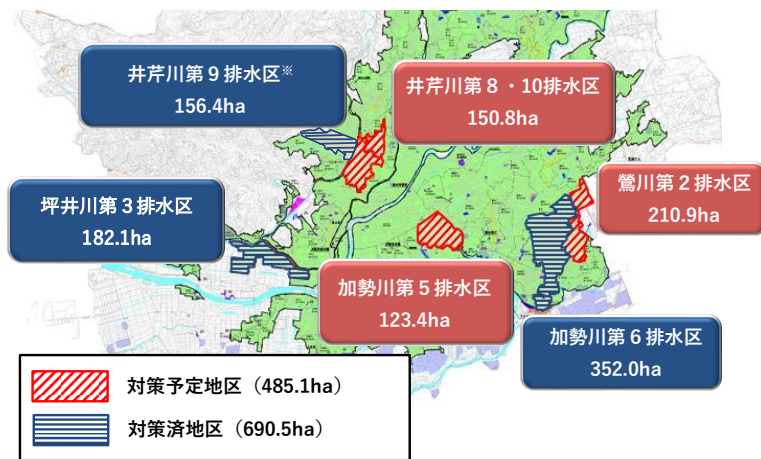 井芹川第９排水区※
156.4ha
井芹川第８・10排水区
150.8ha
鶯川第２排水区
210.9ha
坪井川第３排水区
182.1ha
加勢川第５排水区
123.4ha
加勢川第６排水区
352.0ha
対策予定地区（485.1ha）
対策済地区（690.5ha）